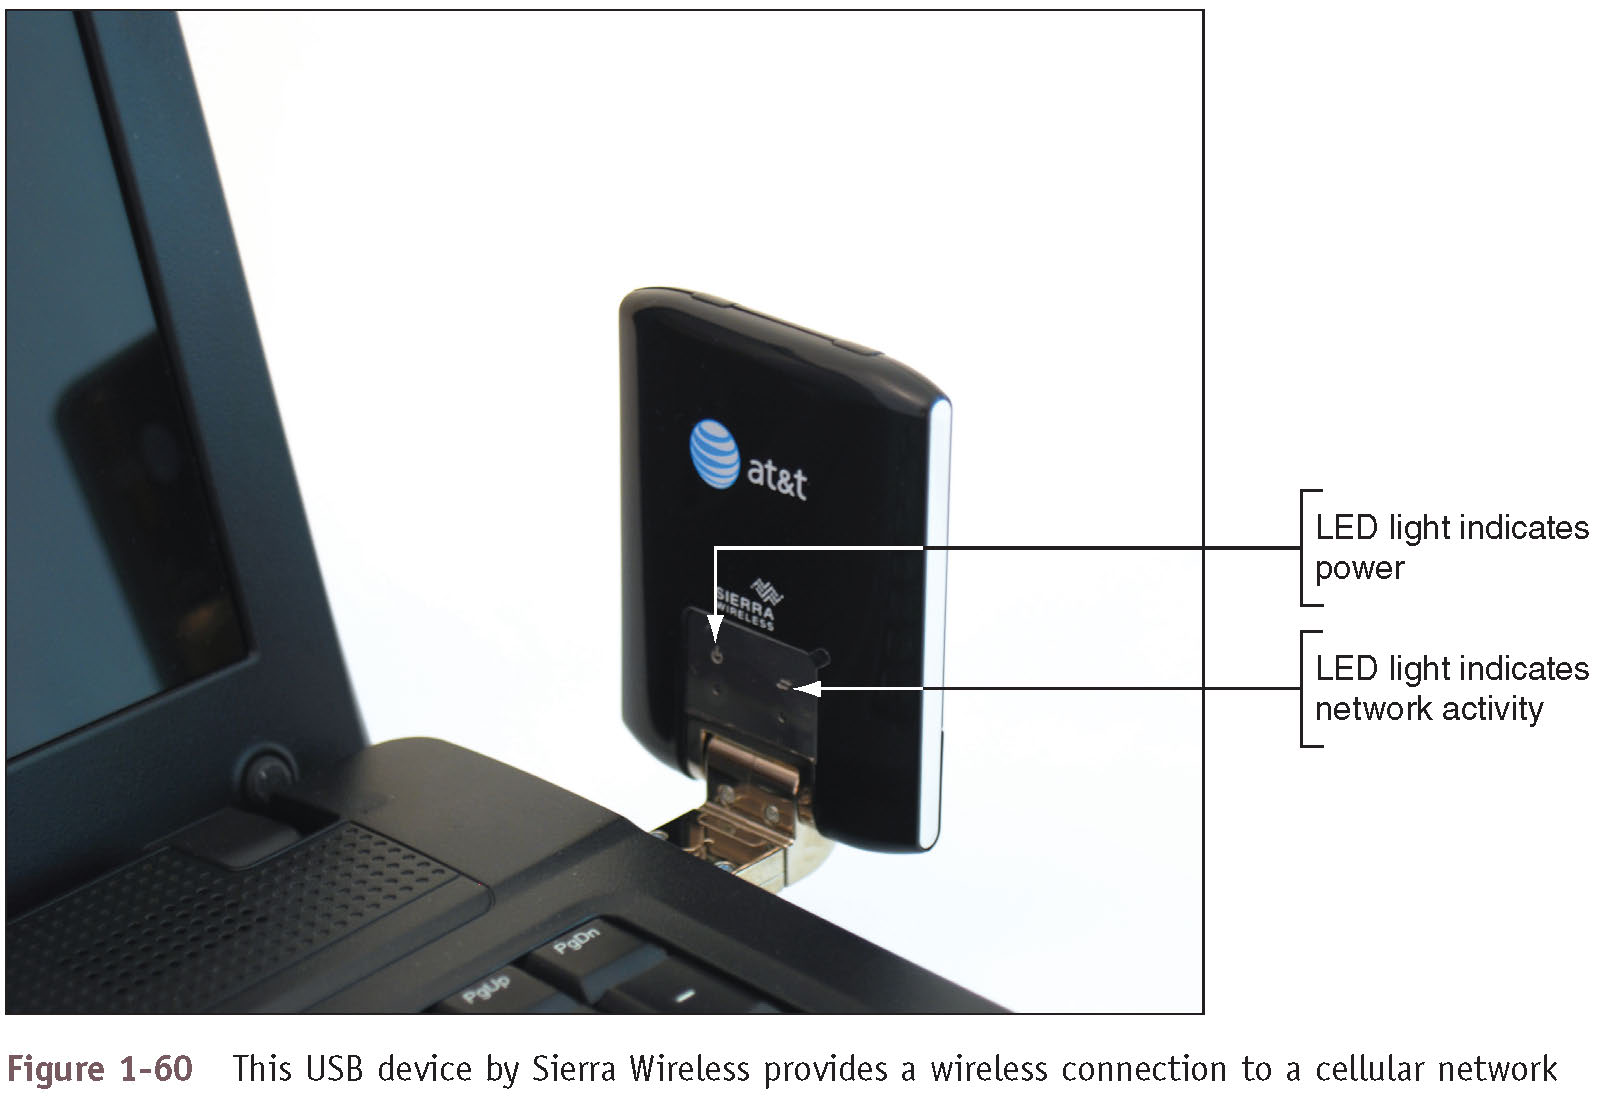 at&t
SIERRA
WIRELESS
LED light indicates
power
LED light indicates
network activity
PgDn
PgUp
Figure 1-60 This USB device by Sierra Wireless provides a wireless connection to a cellular network